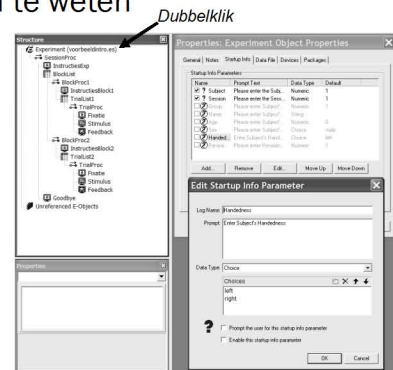 te weten
Dubbelklik
Structure
Experiment (voorbeeldintro.es)
SessionProc
InstructiesExp
BlockList
BlockProc1
InstructiesBlock1
TrialList1
TrialProc
Fixatie
Stimulus
Feedback
BlockProc2
InstructiesBlock2
TrialList2
TrialProc
Fixatie
Stimulus
Feedback
Goodbye
Unreferenced E-Objects
Properties
Properties: Experiment Object Properties
General Notes Startup Info Data File Devices Packages
Startup Info Parameters
Name Prompt Text Data Type Default
? Subject Please enter the Subj... Numeric 1
? Session Please enter the Sess... Numeric 1
Group Please enter Subject'... Numeric 1
Name Please enter Subject'... String
Age Please enter Subject'... Numeric 0
Sex Please enter Subject'... Choice male
Handed... Enter Subject's Hand... Choice left
Please enter Numeric 1
Add... Remove Edit... Move Up Move Down
Edit Startup Info Parameter
Log Name Handedness
Prompt Enter Subject's Handedness
Data Type Choice
Choices
left
right
? Prompt the user for this startup info parameter
Enable this startup info parameter
OK Cancel